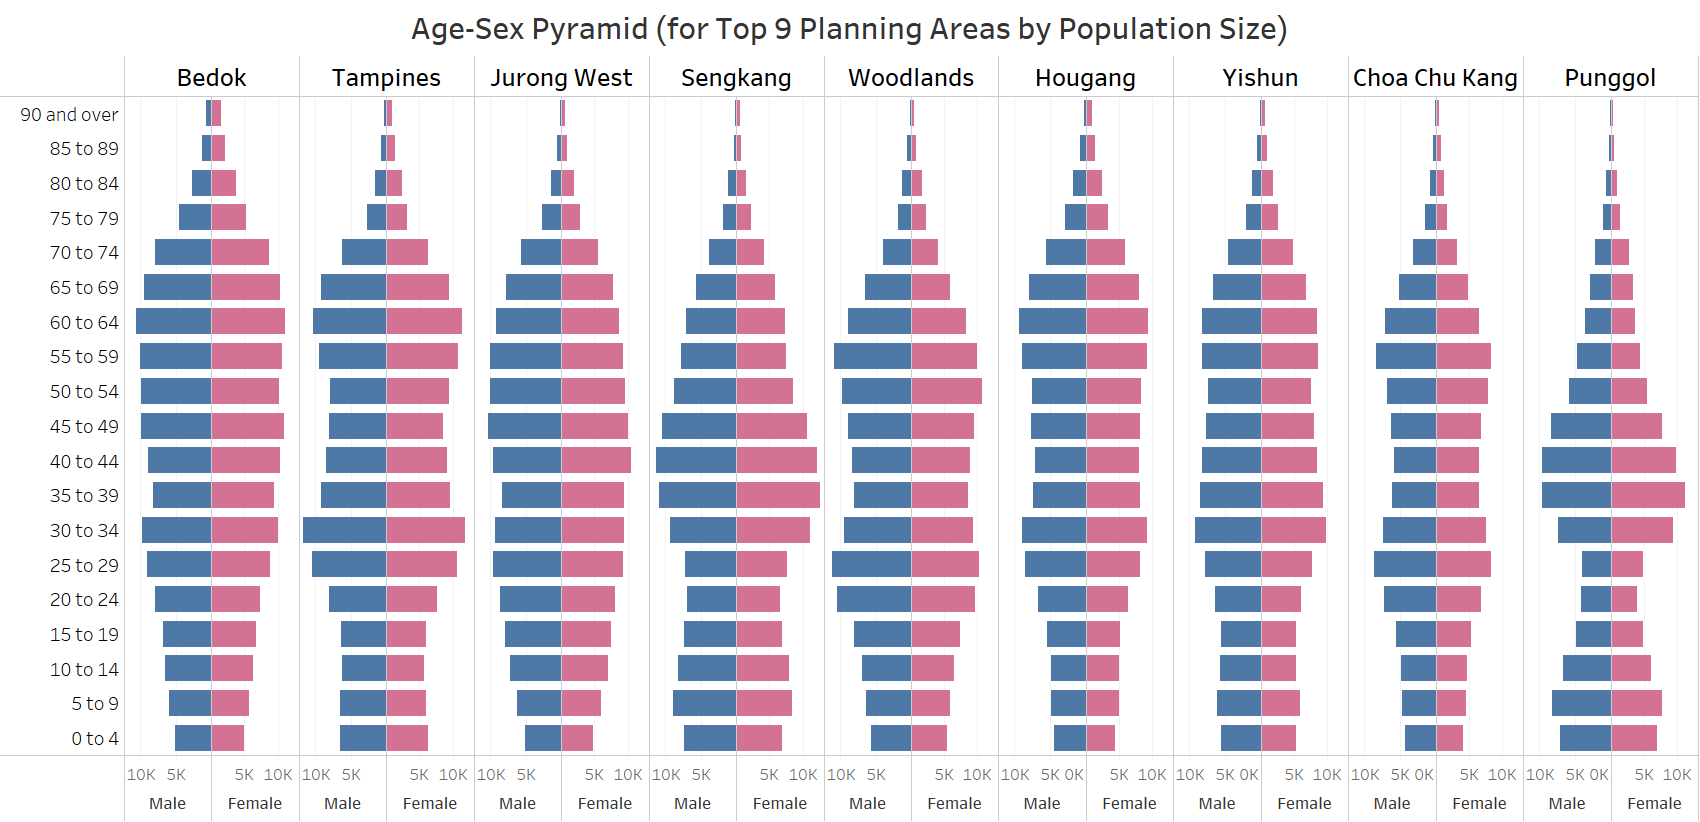 Age-Sex Pyramid (for Top 9 Planning Areas by Population Size)
Bedok Tampines Jurong West Sengkang Woodlands Hougang Yishun Choa Chu Kang Punggol
90 and over
85 to 89
80 to 84
75 to 79
70 to 74
65 to 69
60 to 64
55 to 59
50 to 54
45 to 49
40 to 44
35 to 39
30 to 34
25 to 29
20 to 24
15 to 19
10 to 14
5 to 9
0 to 4
10K 5K 5K 10K 10K 5K 5K 10K 10K 5K 5K 10K 10K 5K 5K 10K 10K 5K 5K 10K 10K 5K 0K 5K 10K 10K 5K 0K 5K 10K 10K 5K 0K 5K 10K 10K 5K 0K 5K 10K
Male Female Male Female Male Female Male Female Male Female Male Female Male Female Male Female Male Female